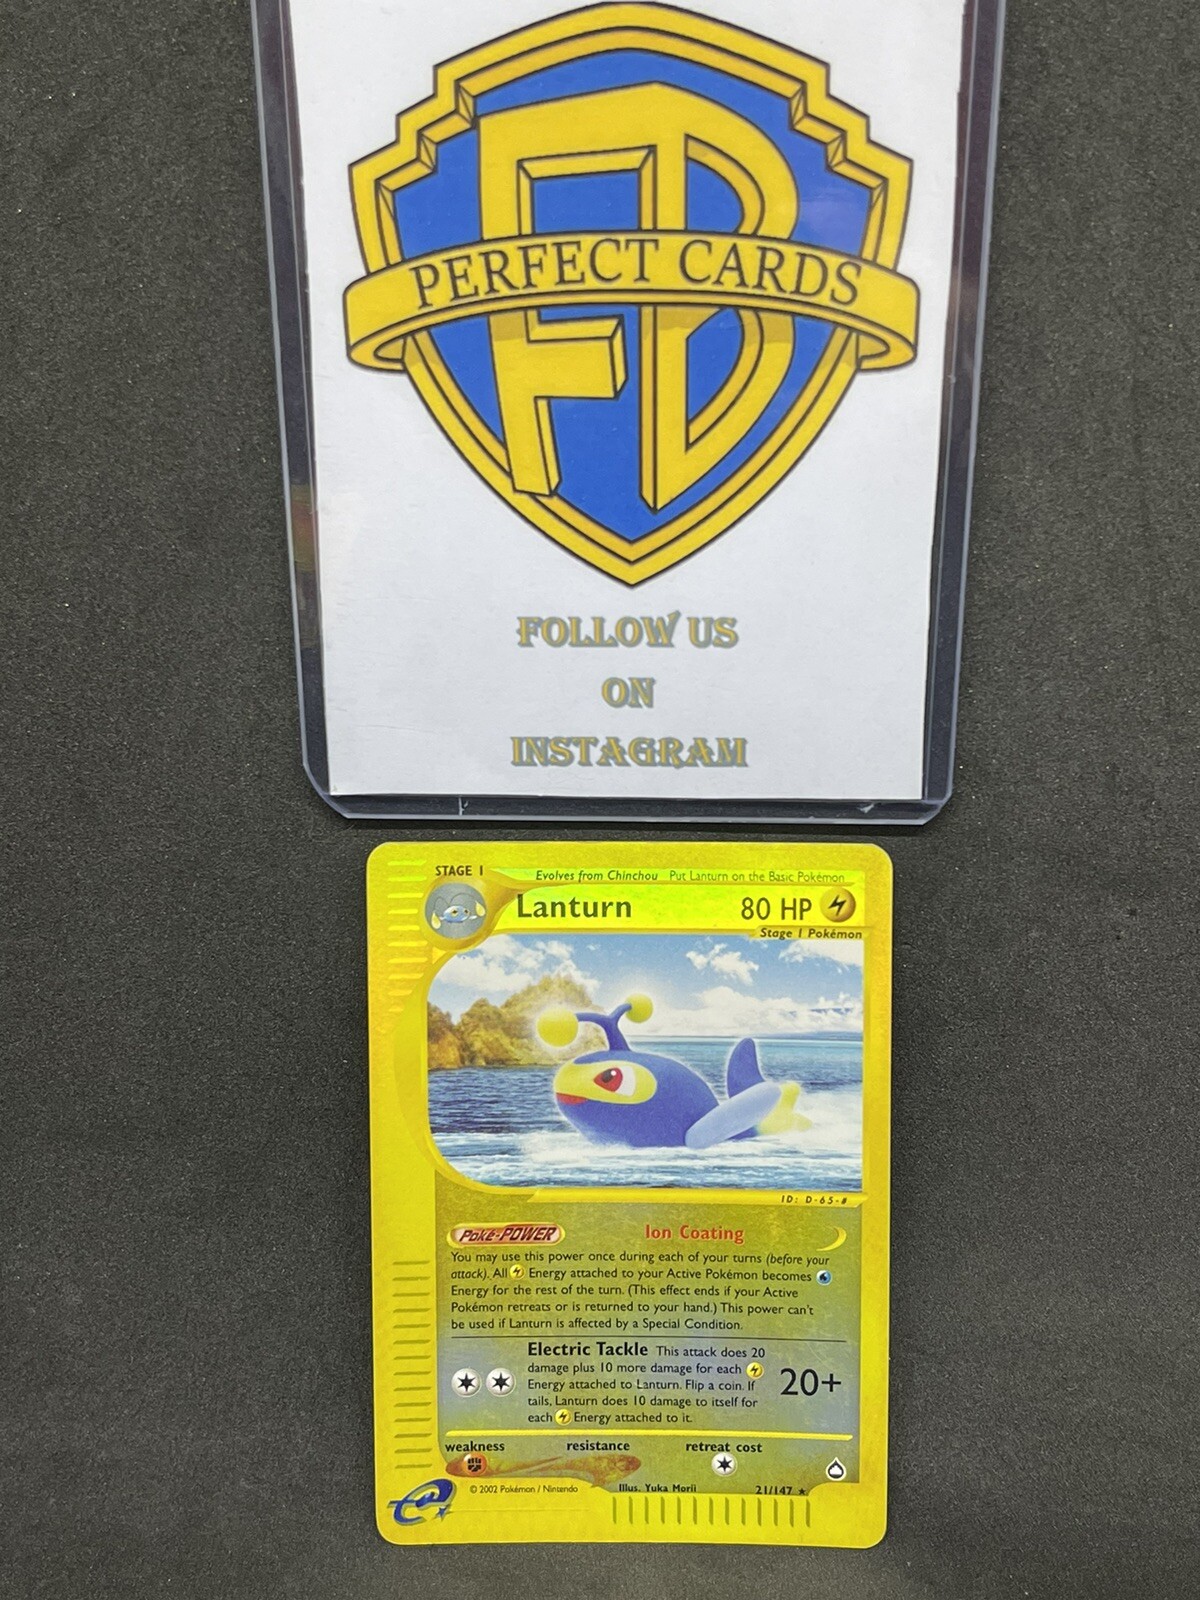 FB
PERFECT CARDS
FOLLOW US
ON
INSTAGRAM
STAGE 1
Evolves from Chinchou Put Lanturn on the Basic Pokémon
Lanturn 80 HP
Stage 1 Pokémon
ID: D-65-#
Poké-POWER Ion Coating
You may use this power once during each of your turns (before your
attack). All Energy attached to your Active Pokémon becomes
Energy for the rest of the turn. (This effect ends if your Active
Pokémon retreats or is returned to your hand.) This power can't
be used if Lanturn is affected by a Special Condition.
Electric Tackle This attack does 20
damage plus 10 more damage for each
Energy attached to Lanturn. Flip a coin. If
tails, Lanturn does 10 damage to itself for
each Energy attached to it.
20+
weakness resistance retreat cost
e
© 2002 Pokémon / Nintendo Illus. Yuka Morii 21/147 ★